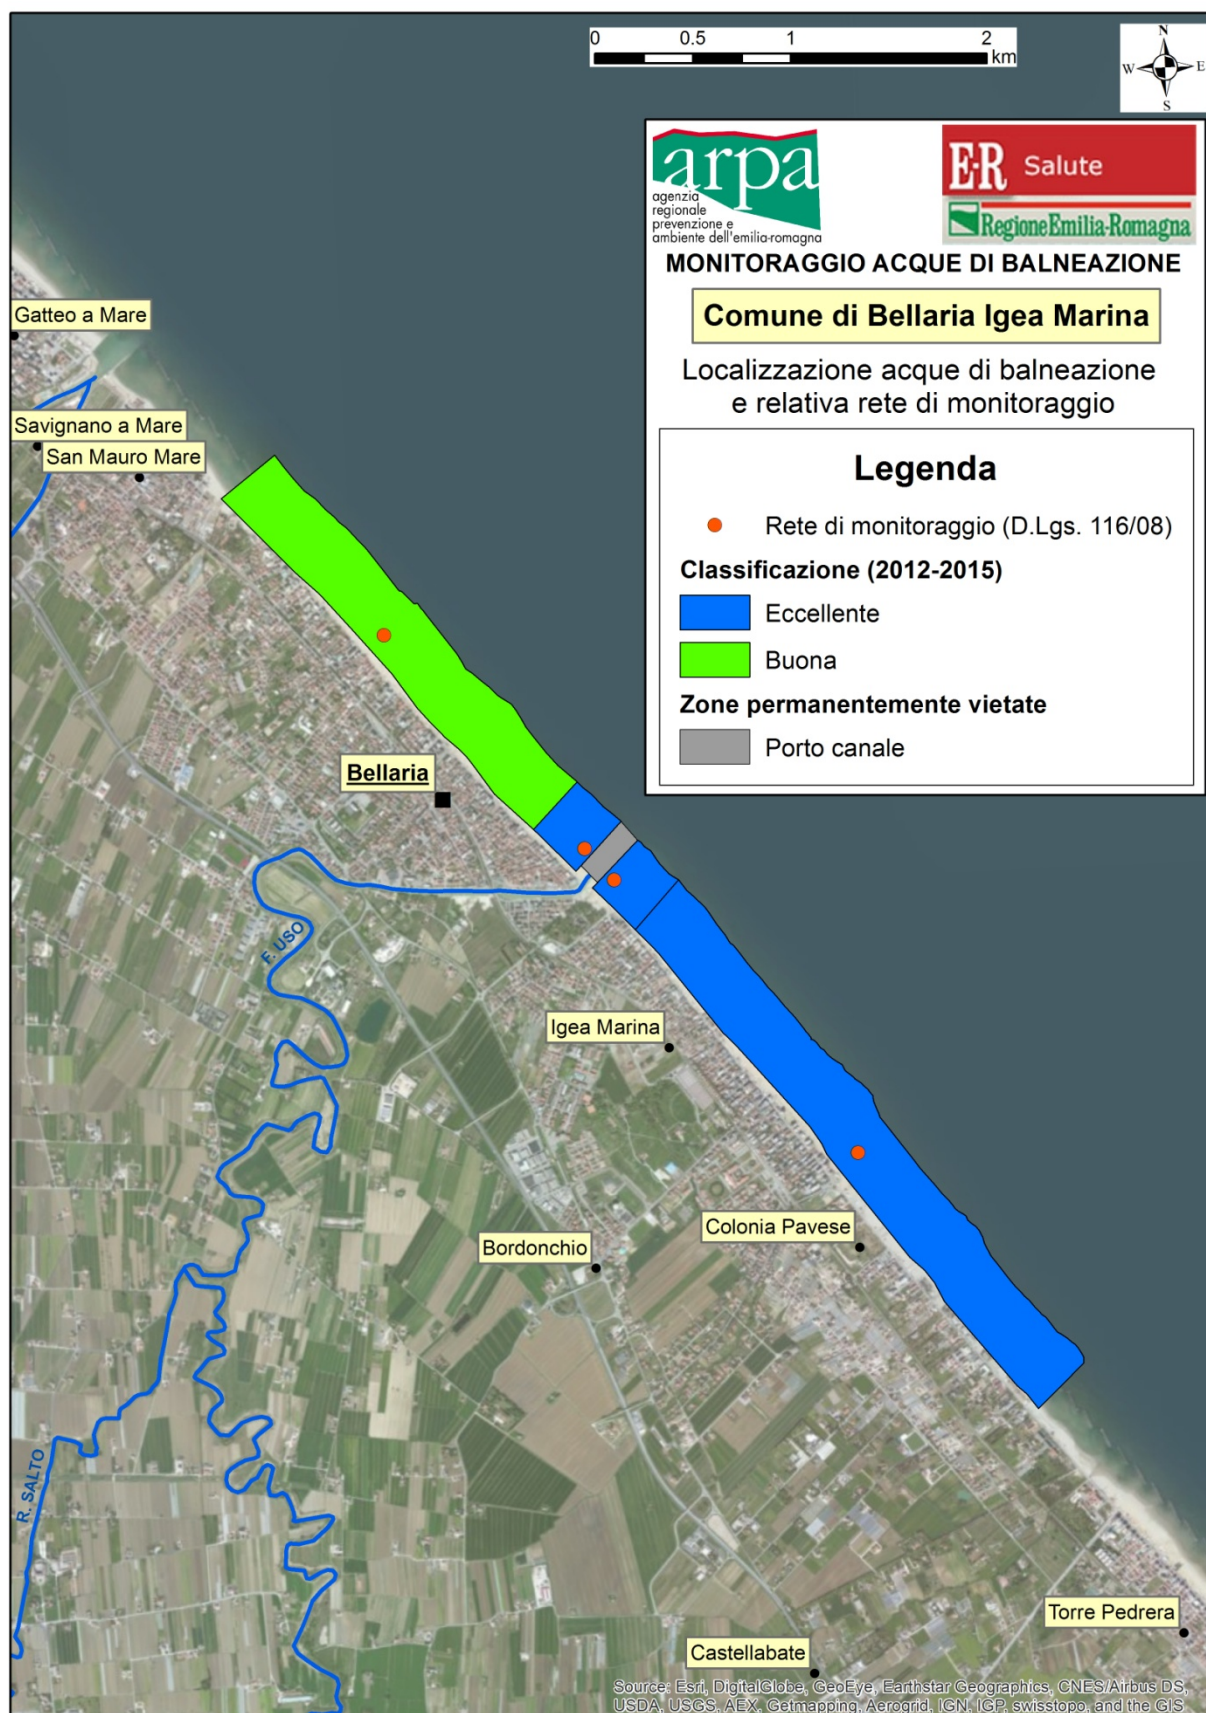 0 0.5 1 2
km
N
W E
S
arpa
agenzia
regionale
prevenzione e
ambiente dell'emilia-romagna
E-R Salute
RegioneEmilia-Romagna
MONITORAGGIO ACQUE DI BALNEAZIONE
Comune di Bellaria Igea Marina
Localizzazione acque di balneazione
e relativa rete di monitoraggio
Legenda
Rete di monitoraggio (D.Lgs. 116/08)
Classificazione (2012-2015)
Eccellente
Buona
Zone permanentemente vietate
Porto canale
Gatteo a Mare
Savignano a Mare
San Mauro Mare
Bellaria
F. USO
Igea Marina
Colonia Pavese
Bordonchio
R. SALTO
Torre Pedrera
Castellabate
Source: Esri, DigitalGlobe, GeoEye, Earthstar Geographics, CNES/Airbus DS,
USDA, USGS, AEX, Getmapping, Aerogrid, IGN, IGP, swisstopo, and the GIS